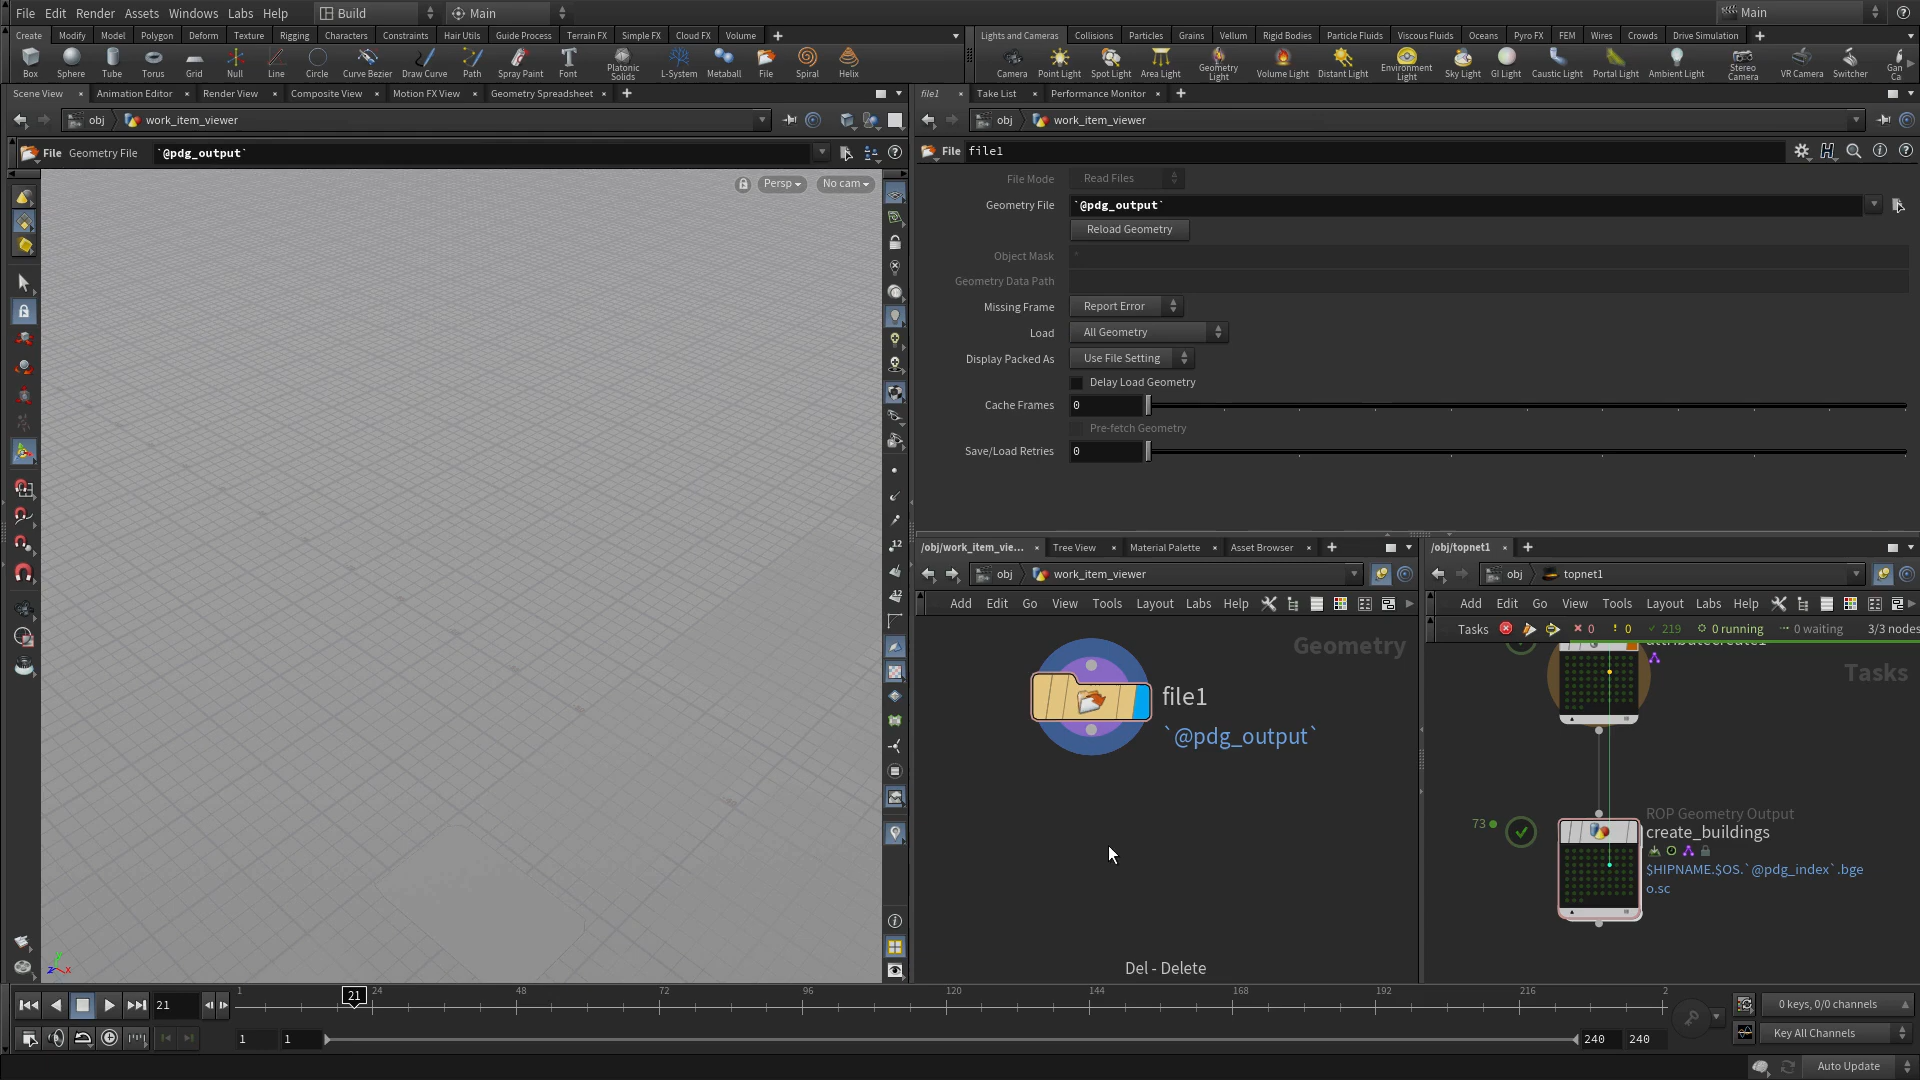 File Edit Render Assets Windows Labs Help Build Main Main
Create Modify Model Polygon Deform Texture Rigging Characters Constraints Hair Utils Guide Process Terrain FX Simple FX Cloud FX Volume
Lights and Cameras Collisions Particles Grains Vellum Rigid Bodies Particle Fluids Viscous Fluids Oceans Pyro FX FEM Wires Crowds Drive Simulation
Box Sphere Tube Torus Grid Null Line Circle Curve Bezier Draw Curve Path Spray Paint Font Platonic Solids L-System Metaball File Spiral Helix
Camera Point Light Spot Light Area Light Geometry Light Volume Light Distant Light Environment Light Sky Light GI Light Caustic Light Portal Light Ambient Light Stereo Camera VR Camera Switcher Gan Ca
Scene View Animation Editor Render View Composite View Motion FX View Geometry Spreadsheet
file1 Take List Performance Monitor
obj work_item_viewer
obj work_item_viewer
File Geometry File `@pdg_output`
File file1
Persp No cam
File Mode Read Files
Geometry File `@pdg_output`
Reload Geometry
Object Mask *
Geometry Data Path
Missing Frame Report Error
Load All Geometry
Display Packed As Use File Setting
Delay Load Geometry
Cache Frames 0
Pre-fetch Geometry
Save/Load Retries 0
/obj/work_item_vie... Tree View Material Palette Asset Browser
/obj/topnet1
obj work_item_viewer
obj topnet1
Add Edit Go View Tools Layout Labs Help
Add Edit Go View Tools Layout Labs Help
Tasks 0 0 219 0 running 0 waiting 3/3 nodes
Geometry
Tasks
file1
`@pdg_output`
ROP Geometry Output
73
create_buildings
$HIPNAME.$OS.`@pdg_index`.bge
o.sc
Del - Delete
12
12
z y x
21 1 21 24 48 72 96 120 144 168 192 216 2
0 keys, 0/0 channels
1 1 240 240
Key All Channels
Auto Update